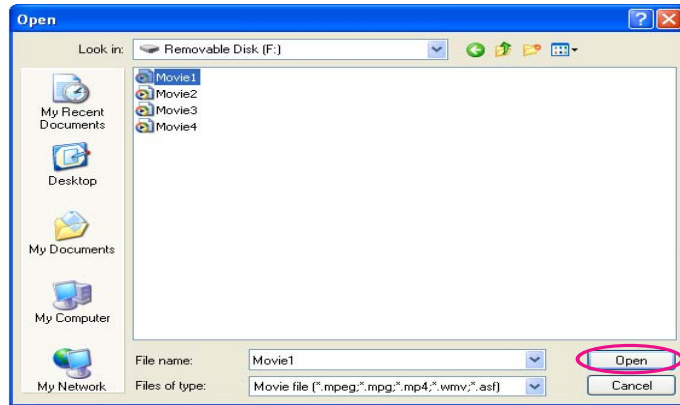 Open
Look in: Removable Disk (F:)
My Recent
Documents
Desktop
My Documents
My Computer
My Network
Movie1
Movie2
Movie3
Movie4
File name: Movie1 Open
Files of type: Movie file (*.mpeg;*.mpg;*.mp4;*.wmv;*.asf) Cancel